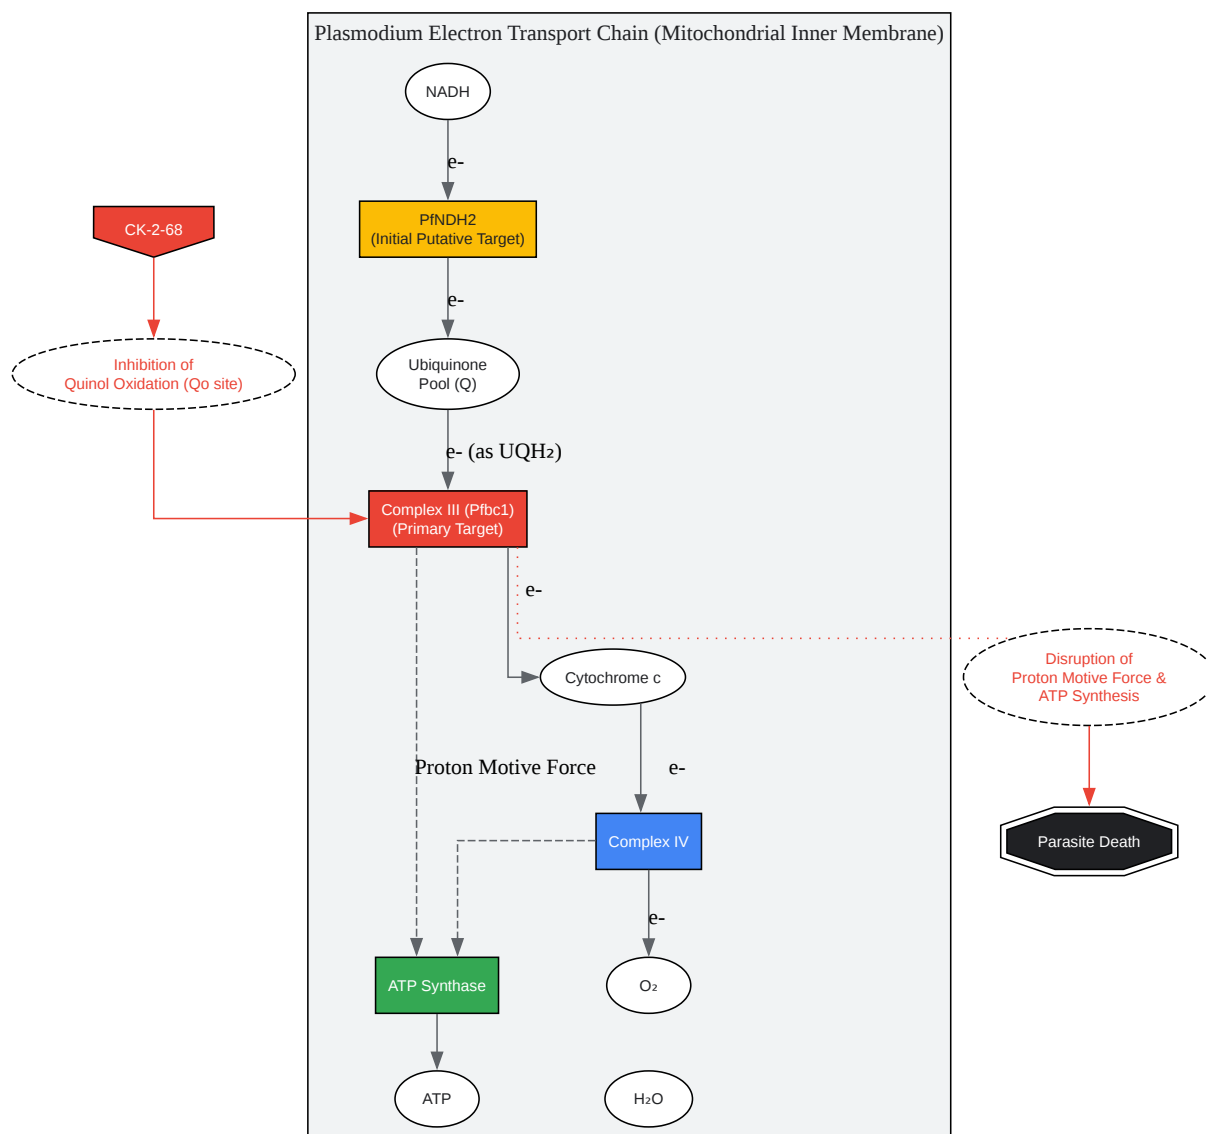 Plasmodium Electron Transport Chain (Mitochondrial Inner Membrane)
NADH
e-
CK-2-68
PfNDH2
(Initial Putative Target)
e-
Inhibition of
Quinol Oxidation (Qo site)
Ubiquinone
Pool (Q)
e- (as UQH₂)
Complex III (Pfbc1)
(Primary Target)
e-
Cytochrome c
Disruption of
Proton Motive Force &
ATP Synthesis
Proton Motive Force
e-
Complex IV
Parasite Death
e-
ATP Synthase
O₂
ATP
H₂O